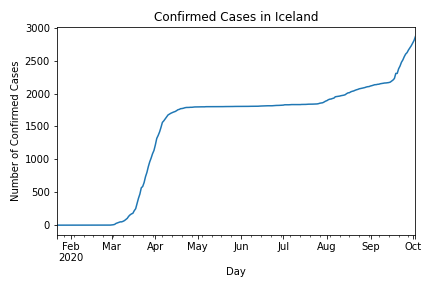 Confirmed Cases in Iceland
3000
2500
2000
1500
1000
500
0
Number of Confirmed Cases
Feb Mar Apr May Jun Jul Aug Sep Oct
2020
Day